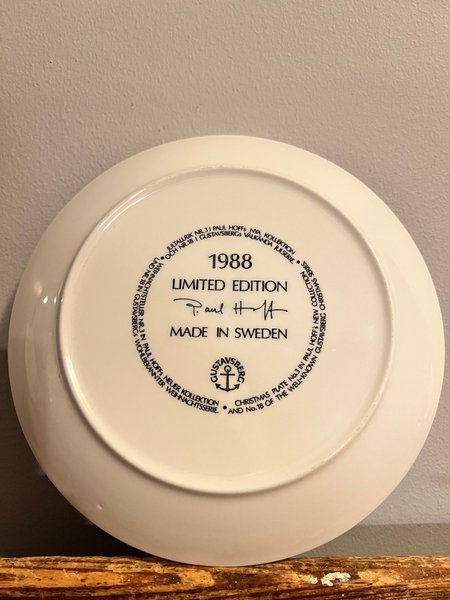 JULTALLRIK NR. 3 I PAUL HOFFs NYA KOLLEKTION
OCH NR.18 I GUSTAVSBERGs VÄLKÄNDA JULSERIE.
1988
LIMITED EDITION
Paul Hoff
MADE IN SWEDEN
GUSTAVSBERG
CHRISTMAS PLATE No.3 IN PAUL HOFF's NEW COLLECTION
AND No. 18 OF THE WELL-KNOWN GUSTAVSBERG CHRISTMAS SERIES.
WEIHNACHTSTELLER NR. 3 IN PAUL HOFFs NEUER KOLLEKTION
UND NR. 18 IN GUSTAVSBERGs WOHLBEKANNTER WEIHNACHTSSERIE.